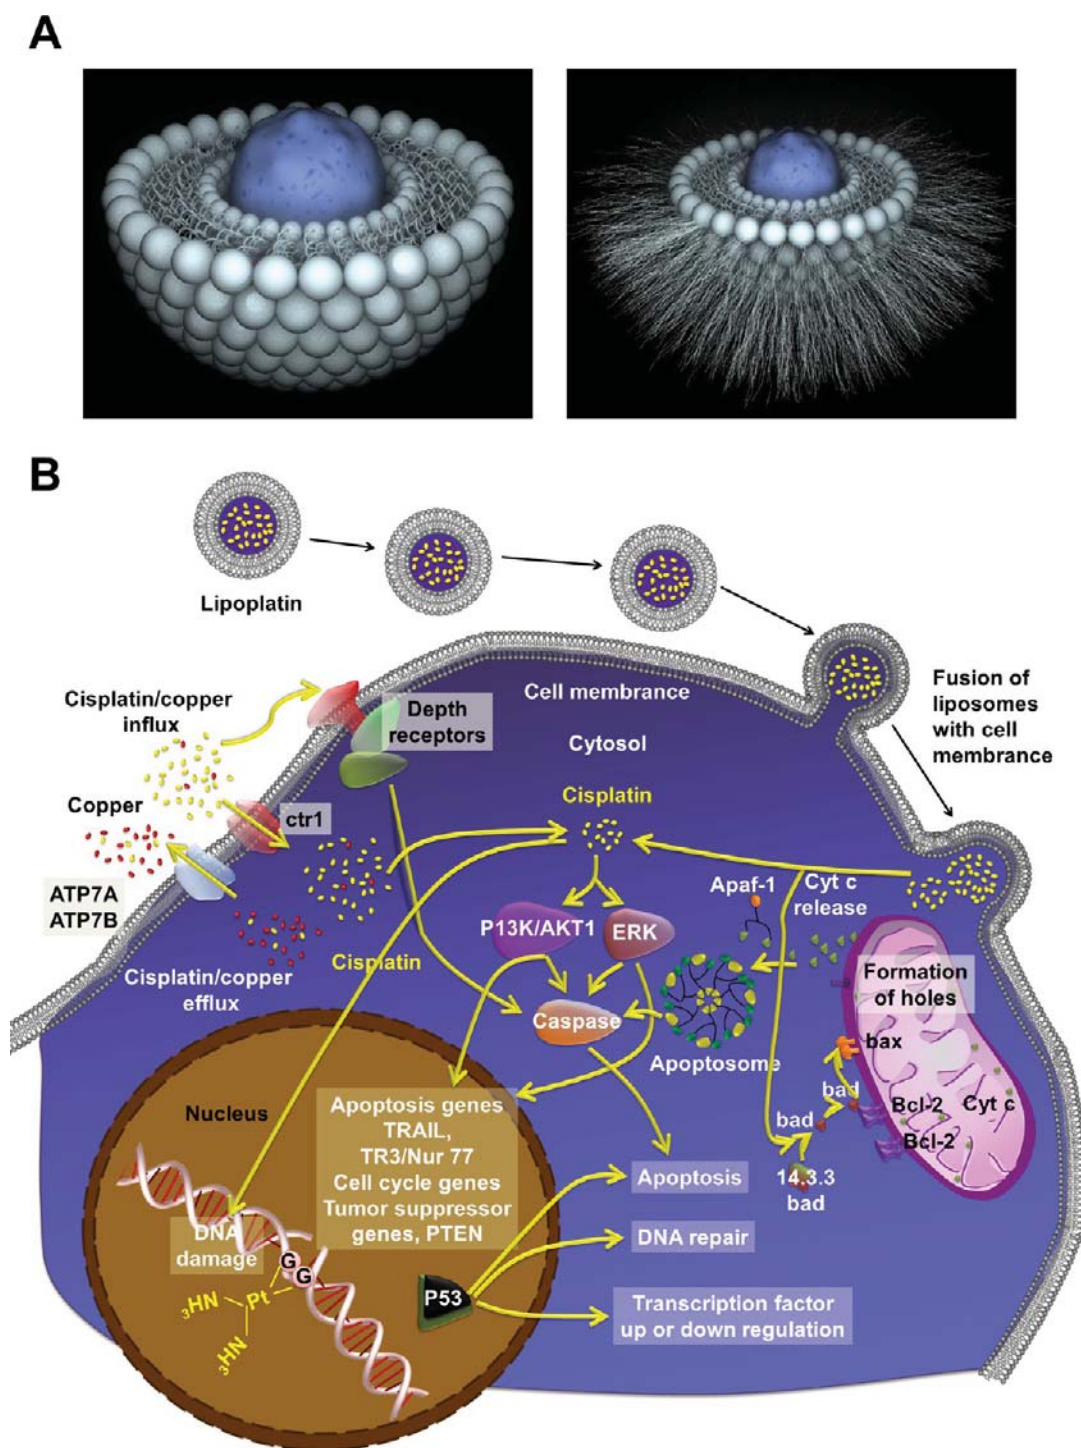 A
B
Lipoplatin
Cisplatin/copper
influx
Cell membrance
Depth
receptors
Cytosol
Fusion of
liposomes
with cell
membrance
Copper
ctr1
Cisplatin
ATP7A
ATP7B
Apaf-1
Cyt c
release
P13K/AKT1
ERK
Cisplatin
Cisplatin/copper
efflux
Formation
of holes
Caspase
Apoptosome
bax
bad
Bcl-2
Cyt c
bad
Bcl-2
Nucleus
Apoptosis genes
TRAIL,
TR3/Nur 77
Cell cycle genes
Tumor suppressor
genes, PTEN
14.3.3
bad
Apoptosis
DNA
damage
DNA repair
G
G
P53
₃HN
Pt
₃HN
Transcription factor
up or down regulation